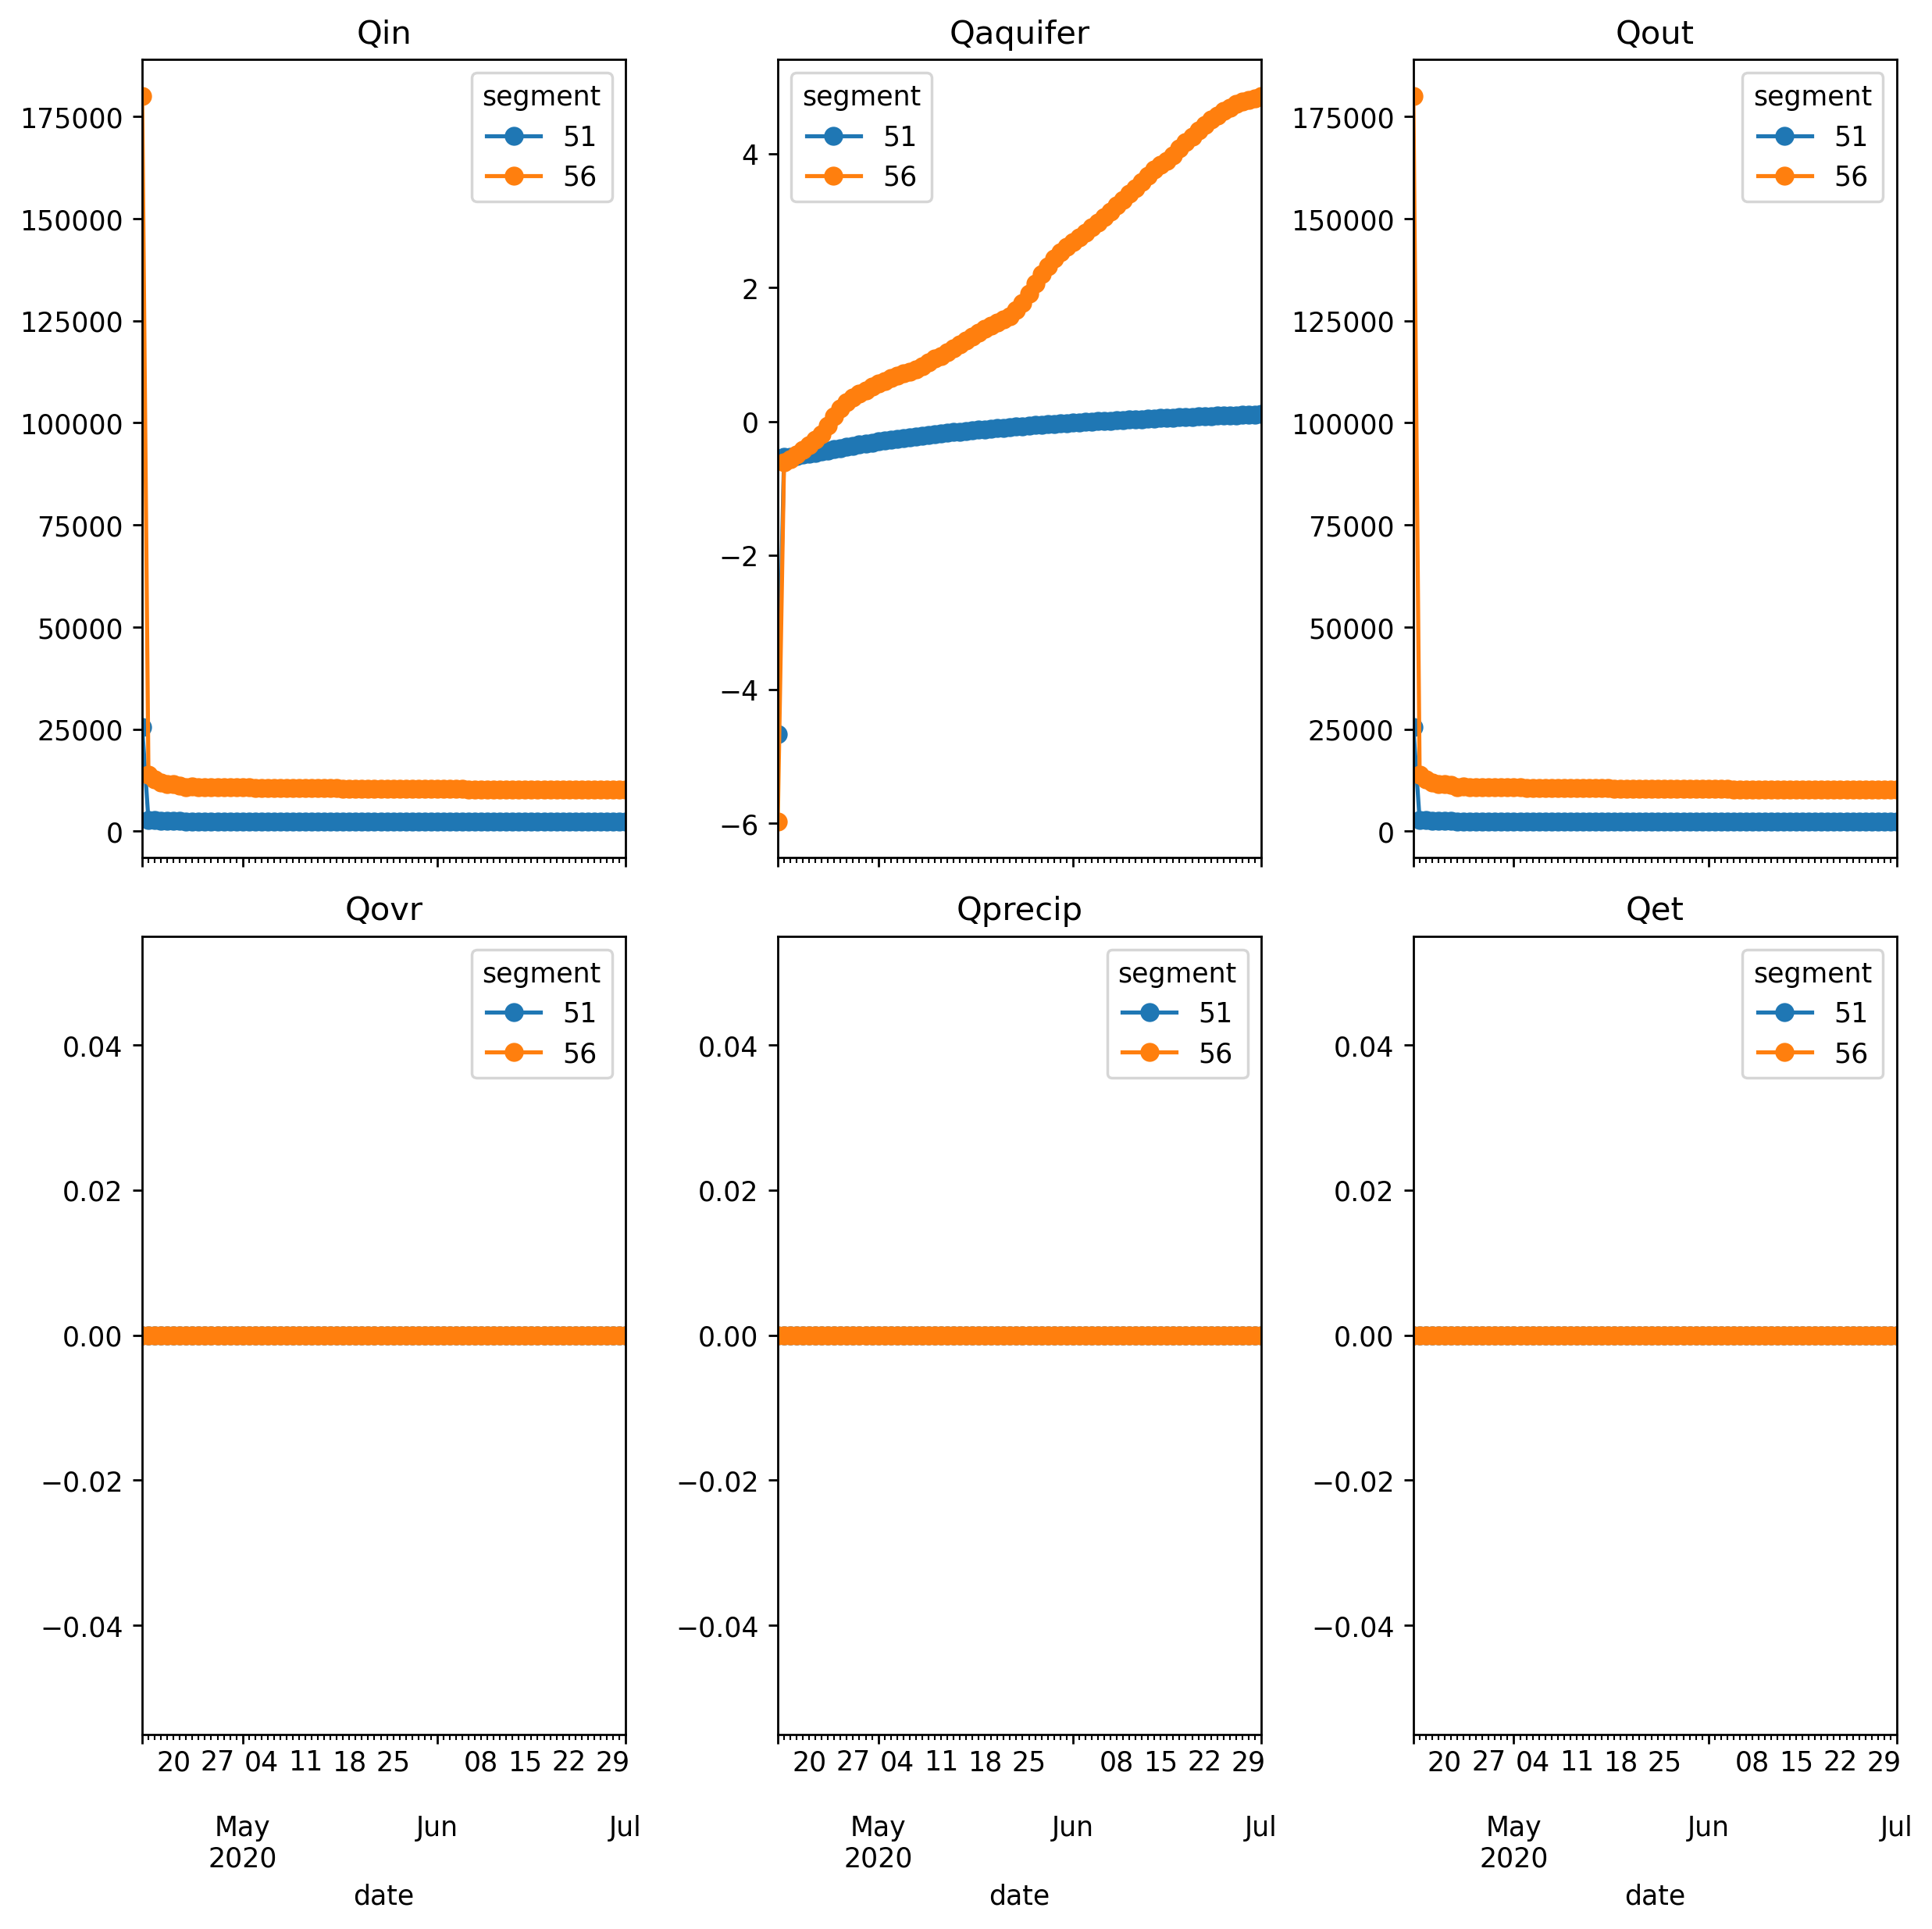 Qin
175000
150000
125000
100000
75000
50000
25000
0
segment
51
56
Qaquifer
4
2
0
−2
−4
−6
segment
51
56
Qout
175000
150000
125000
100000
75000
50000
25000
0
segment
51
56
Qovr
0.04
0.02
0.00
−0.02
−0.04
segment
51
56
20 27 04 11 18 25 08 15 22 29
May Jun Jul
2020
date
Qprecip
0.04
0.02
0.00
−0.02
−0.04
segment
51
56
20 27 04 11 18 25 08 15 22 29
May Jun Jul
2020
date
Qet
0.04
0.02
0.00
−0.02
−0.04
segment
51
56
20 27 04 11 18 25 08 15 22 29
May Jun Jul
2020
date